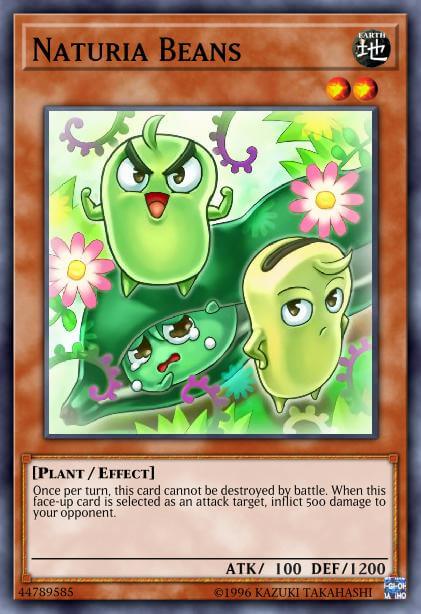 NATURIA BEANS
EARTH
地
[PLANT / EFFECT]
Once per turn, this card cannot be destroyed by battle. When this
face-up card is selected as an attack target, inflict 500 damage to
your opponent.
ATK/ 100 DEF/1200
44789585
©1996 KAZUKI TAKAHASHI